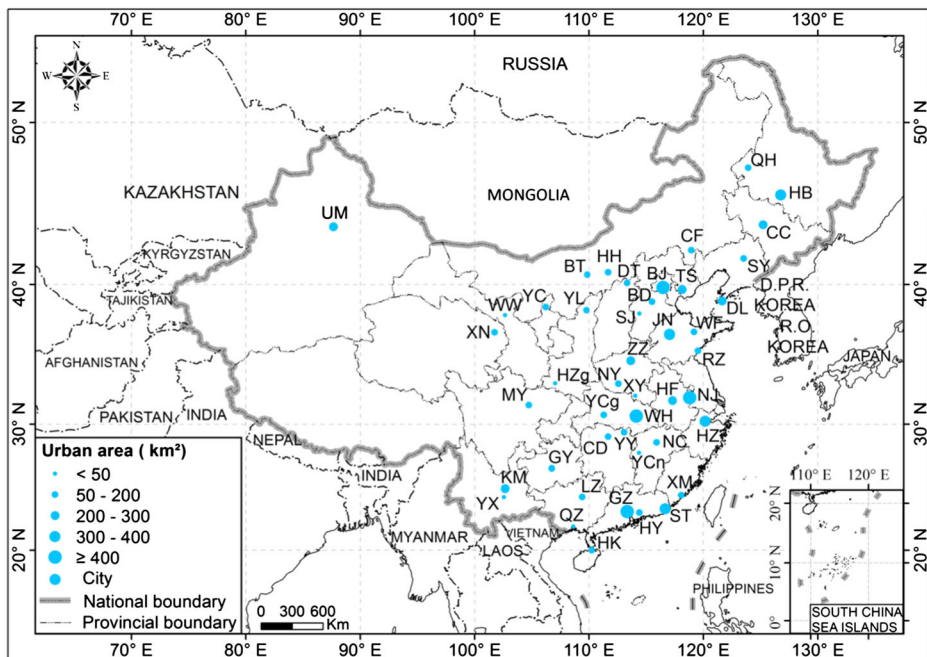 70° E 80° E 90° E 100° E 110° E 120° E 130° E
N
W E
S
RUSSIA
50° N 50° N
QH
KAZAKHSTAN
HB
MONGOLIA
UM
CC
CF
KYRGYZSTAN
HH
SY
BT DT BJ TS
40° N 40° N
D.P.R.
TAJIKISTAN
YC YL BD DL KOREA
WW
SJ JN WF
R.O.
XN
KOREA
ZZ RZ
AFGHANISTAN
JAPAN
HZg NY
XY
MY HF NJ
YCg
PAKISTAN INDIA
WH
30° N 30° N
HZ
NEPAL
CD YY NC
Urban area ( km²)
YCn
GY
INDIA
< 50
KM XM
50 - 200
LZ GZ
YX
200 - 300
ST
QZ HY
300 - 400
VIETNAM
MYANMAR
HK
≥ 400
LAOS
20° N
City
PHILIPPINES
National boundary
0 300 600
Provincial boundary
Km
110° E 120° E
20° N
10° N
0° N
SOUTH CHINA
SEA ISLANDS
70° E 80° E 90° E 100° E 110° E 120° E 130° E